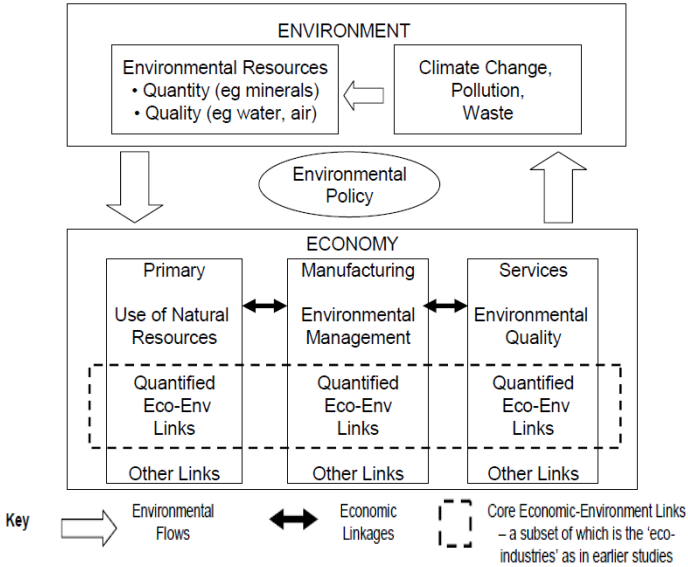 ENVIRONMENT
Environmental Resources
• Quantity (eg minerals)
• Quality (eg water, air)
Climate Change,
Pollution,
Waste
Environmental
Policy
ECONOMY
Primary
Use of Natural
Resources
Quantified
Eco-Env
Links
Other Links
Manufacturing
Environmental
Management
Quantified
Eco-Env
Links
Other Links
Services
Environmental
Quality
Quantified
Eco-Env
Links
Other Links
Key
Environmental
Flows
Economic
Linkages
Core Economic-Environment Links
– a subset of which is the ‘eco-
industries’ as in earlier studies